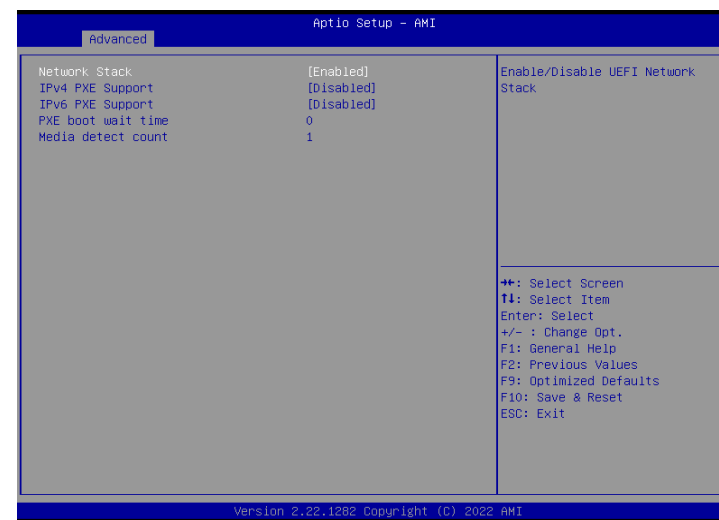 Aptio Setup – AMI
Advanced
Network Stack [Enabled]
IPv4 PXE Support [Disabled]
IPv6 PXE Support [Disabled]
PXE boot wait time 0
Media detect count 1
Enable/Disable UEFI Network
Stack
→←: Select Screen
↑↓: Select Item
Enter: Select
+/- : Change Opt.
F1: General Help
F2: Previous Values
F9: Optimized Defaults
F10: Save & Reset
ESC: Exit
Version 2.22.1282 Copyright (C) 2022 AMI